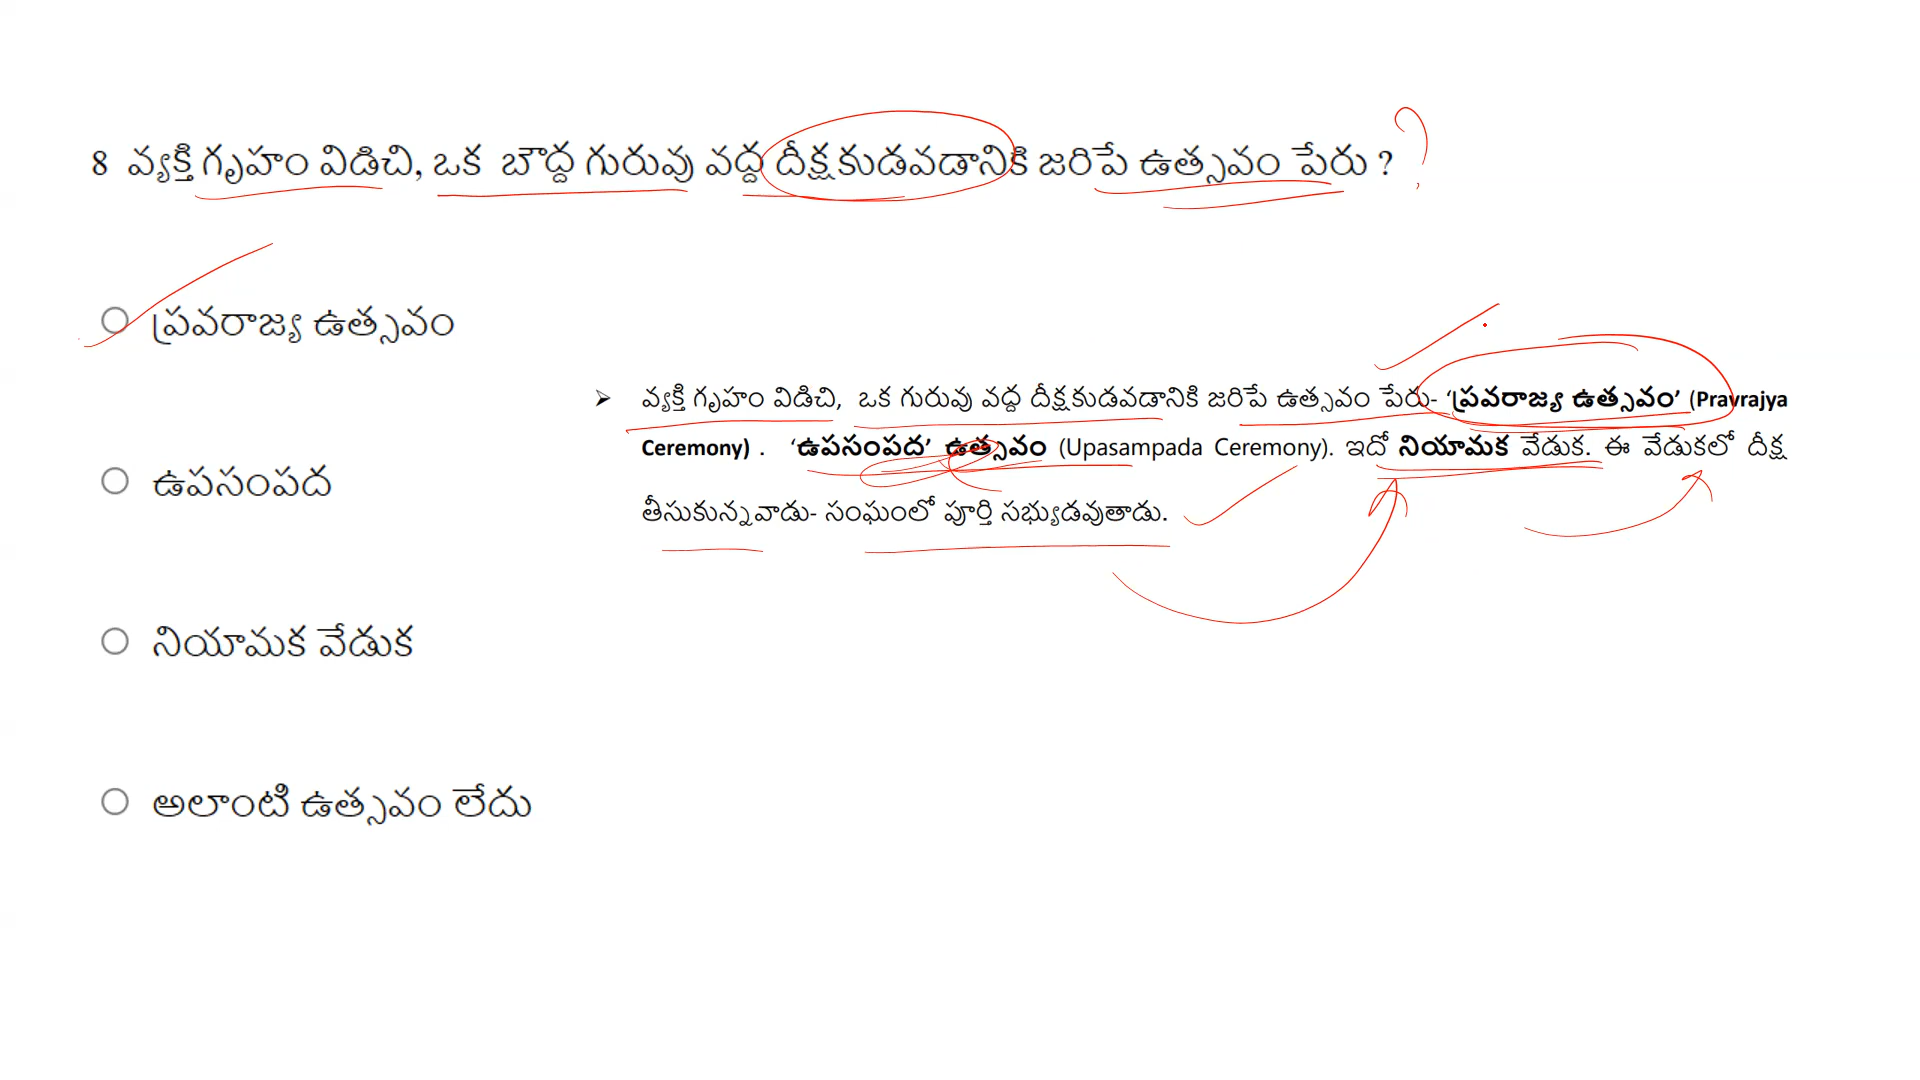 8 వ్యక్తి గృహం విడిచి, ఒక బౌద్ద గురువు వద్ద దీక్షకుడవడానికి జరిపే ఉత్సవం పేరు ?
ప్రవరాజ్య ఉత్సవం
ఉపసంపద
నియామక వేడుక
అలాంటి ఉత్సవం లేదు
➢ వ్యక్తి గృహం విడిచి, ఒక గురువు వద్ద దీక్షకుడవడానికి జరిపే ఉత్సవం పేరు- ‘ప్రవరాజ్య ఉత్సవం’ (Pravrajya
Ceremony) . ‘ఉపసంపద’ ఉత్సవం (Upasampada Ceremony). ఇదో నియామక వేడుక. ఈ వేడుకలో దీక్ష
తీసుకున్నవాడు- సంఘంలో పూర్తి సభ్యుడవుతాడు.